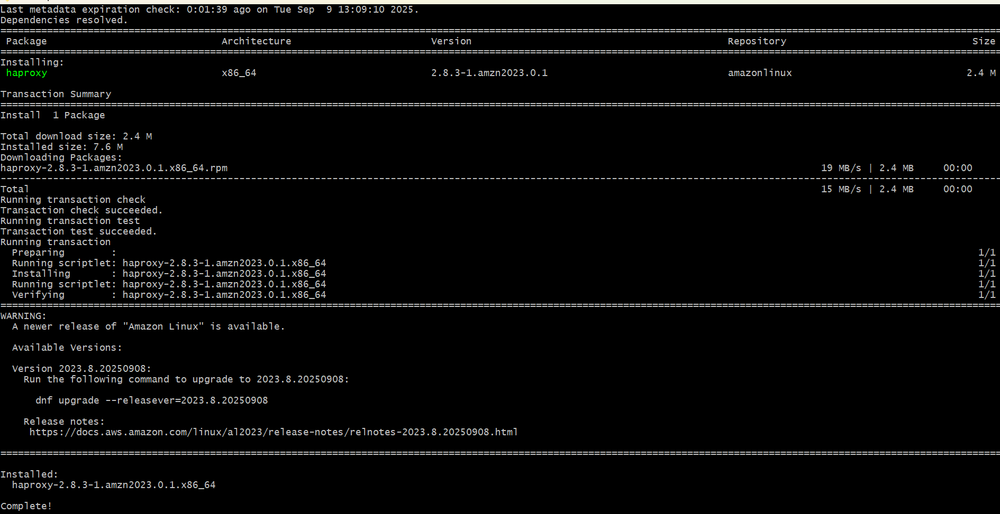 Last metadata expiration check: 0:01:39 ago on Tue Sep  9 13:09:10 2025.
Dependencies resolved.
Package Architecture Version Repository Size
Installing:
haproxy x86_64 2.8.3-1.amzn2023.0.1 amazonlinux 2.4 M
Transaction Summary
Install  1 Package
Total download size: 2.4 M
Installed size: 7.6 M
Downloading Packages:
haproxy-2.8.3-1.amzn2023.0.1.x86_64.rpm 19 MB/s | 2.4 MB 00:00
Total 15 MB/s | 2.4 MB 00:00
Running transaction check
Transaction check succeeded.
Running transaction test
Transaction test succeeded.
Running transaction
Preparing : 1/1
Running scriptlet: haproxy-2.8.3-1.amzn2023.0.1.x86_64 1/1
Installing : haproxy-2.8.3-1.amzn2023.0.1.x86_64 1/1
Running scriptlet: haproxy-2.8.3-1.amzn2023.0.1.x86_64 1/1
Verifying : haproxy-2.8.3-1.amzn2023.0.1.x86_64 1/1
WARNING:
A newer release of "Amazon Linux" is available.
Available Versions:
Version 2023.8.20250908:
Run the following command to upgrade to 2023.8.20250908:
dnf upgrade --releasever=2023.8.20250908
Release notes:
https://docs.aws.amazon.com/linux/al2023/release-notes/relnotes-2023.8.20250908.html
Installed:
haproxy-2.8.3-1.amzn2023.0.1.x86_64
Complete!